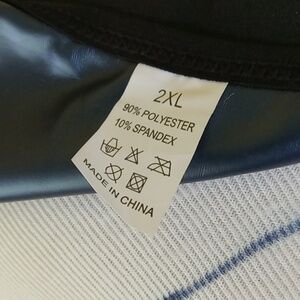 2XL
90% POLYESTER
10% SPANDEX
MADE IN CHINA